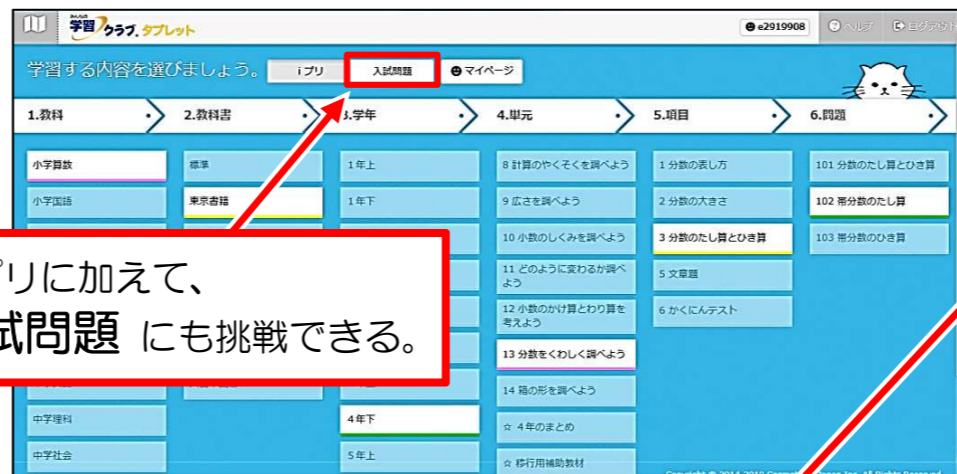 みんなの
学習クラブ。タブレット
e2919908
ヘルプ
ログアウト
学習する内容を選びましょう。
iプリ
入試問題
マイページ
1.教科
2.教科書
3.学年
4.単元
5.項目
6.問題
小学算数
標準
1年上
8 計算のやくそくを調べよう
1 分数の表し方
101 分数のたし算とひき算
小学国語
東京書籍
1年下
9 広さを調べよう
2 分数の大きさ
102 帯分数のたし算
10 小数のしくみを調べよう
3 分数のたし算とひき算
103 帯分数のひき算
11 どのように変わるか調べ
よう
5 文章題
12 小数のかけ算とわり算を
考えよう
6 かくにんテスト
プリに加えて、
試問題 にも挑戦できる。
13 分数をくわしく調べよう
14 箱の形を調べよう
中学理科
4年下
☆ 4年のまとめ
中学社会
5年上
☆ 移行用補助教材